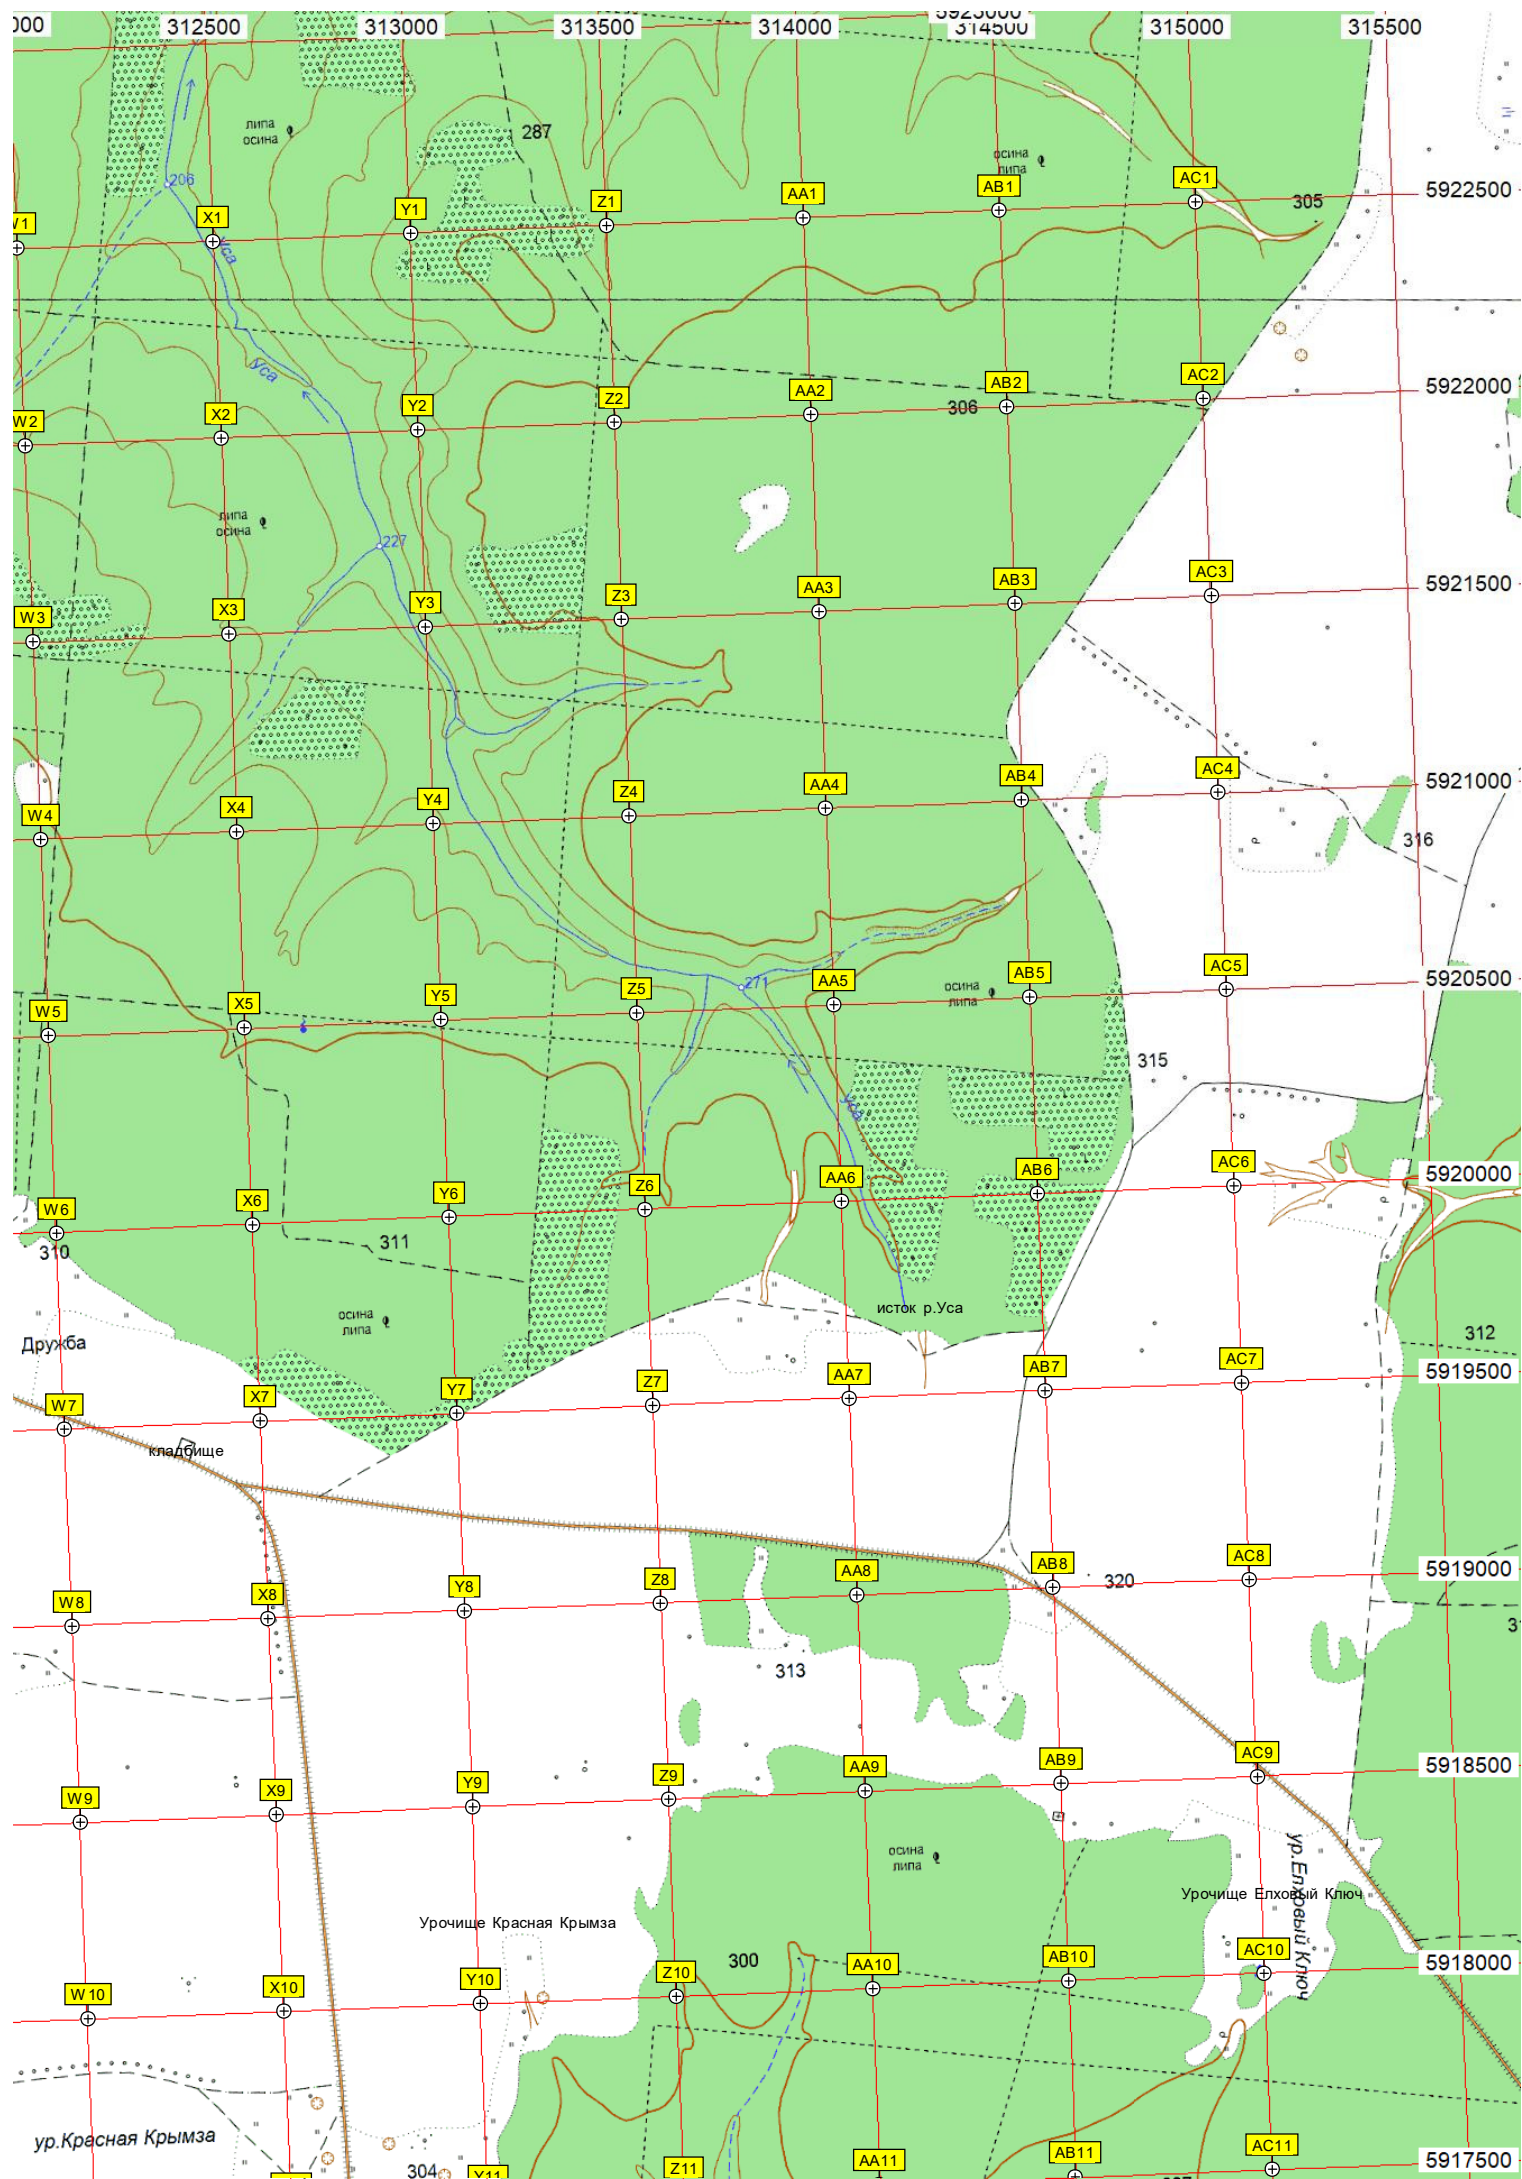 000 312500 313000 313500 314000 314500 315000 315500
5923000
липа
осина
287
осина
липа
206
305
5922500
W1 X1 Y1 Z1 AA1 AB1 AC1
Уса
Уса
5922000
306
W2 X2 Y2 Z2 AA2 AB2 AC2
липа
осина
227
5921500
W3 X3 Y3 Z3 AA3 AB3 AC3
5921000
W4 X4 Y4 Z4 AA4 AB4 AC4
316
271
осина
липа
5920500
W5 X5 Y5 Z5 AA5 AB5 AC5
315
Уса
5920000
W6 X6 Y6 Z6 AA6 AB6 AC6
310
311
исток р.Уса
осина
липа
312
Дружба
5919500
W7 X7 Y7 Z7 AA7 AB7 AC7
кладбище
5919000
W8 X8 Y8 Z8 AA8 AB8 AC8
320
313
5918500
W9 X9 Y9 Z9 AA9 AB9 AC9
осина
липа
ур.Елховый Ключ
Урочище Елховый Ключ
Урочище Красная Крымза
300
5918000
W10 X10 Y10 Z10 AA10 AB10 AC10
ур.Красная Крымза
304
5917500
Y11 Z11 AA11 AB11 AC11